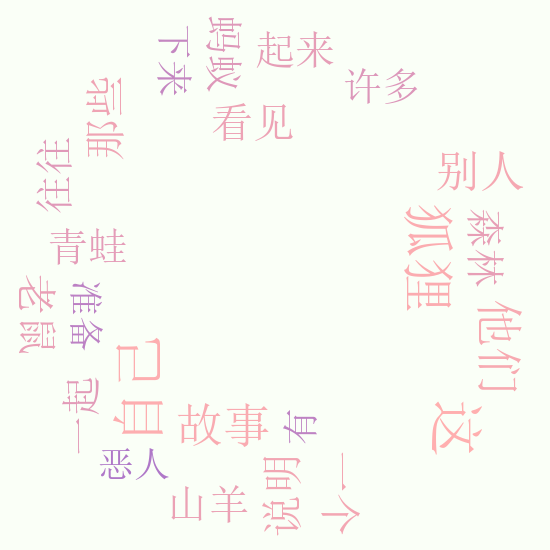 蚂蚁
下来
起来
许多
那些
看见
往往
别人
狐狸
森林
青蛙
老鼠
准备
他们
自己
一起
故事
有
这
恶人
说明
一个
山羊